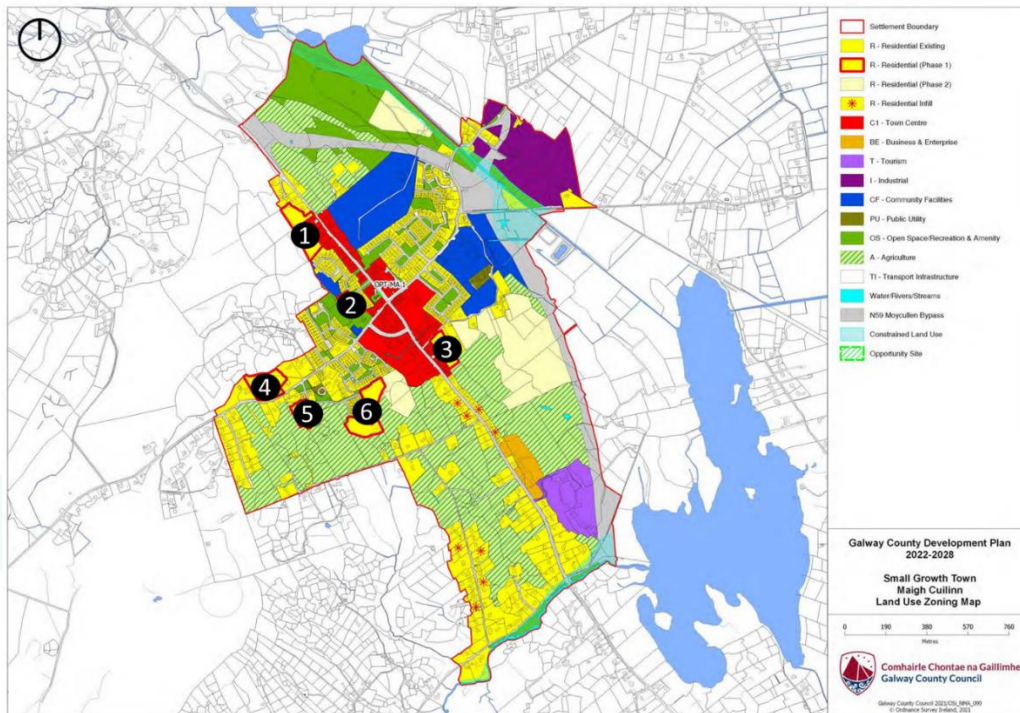 1
2
3
4
5
6
OPT-MA 1
Settlement Boundary
R - Residential Existing
R - Residential (Phase 1)
R - Residential (Phase 2)
R - Residential Infill
C1 - Town Centre
BE - Business & Enterprise
T - Tourism
I - Industrial
CF - Community Facilities
PU - Public Utility
OS - Open Space/Recreation & Amenity
A - Agriculture
TI - Transport Infrastructure
Water/Rivers/Streams
N59 Moycullen Bypass
Constrained Land Use
Opportunity Site
Galway County Development Plan
2022-2028
Small Growth Town
Maigh Cuilinn
Land Use Zoning Map
0 190 380 570 760
Metres
Comhairle Chontae na Gaillimhe
Galway County Council
© Ordnance Survey Ireland, 2021